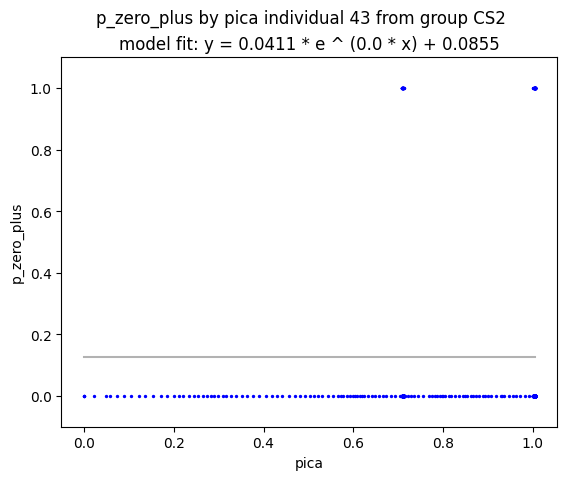 p_zero_plus by pica individual 43 from group CS2
model fit: y = 0.0411 * e ^ (0.0 * x) + 0.0855
1.0
0.8
0.6
0.4
0.2
0.0
p_zero_plus
0.0 0.2 0.4 0.6 0.8 1.0
pica